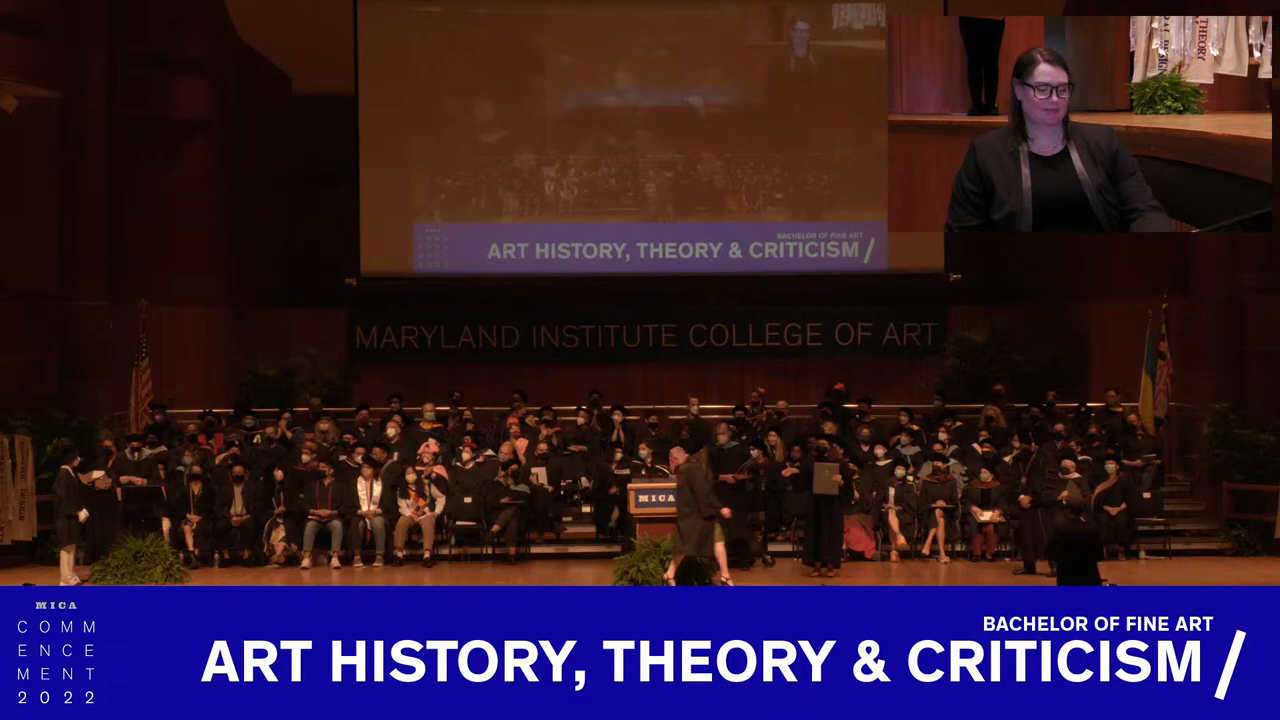 THEORY
BACHELOR OF FINE ART
ART HISTORY, THEORY & CRITICISM /
MARYLAND INSTITUTE COLLEGE OF ART
MICA
MICA
COMM
ENCE
MENT
2022
BACHELOR OF FINE ART
ART HISTORY, THEORY & CRITICISM /